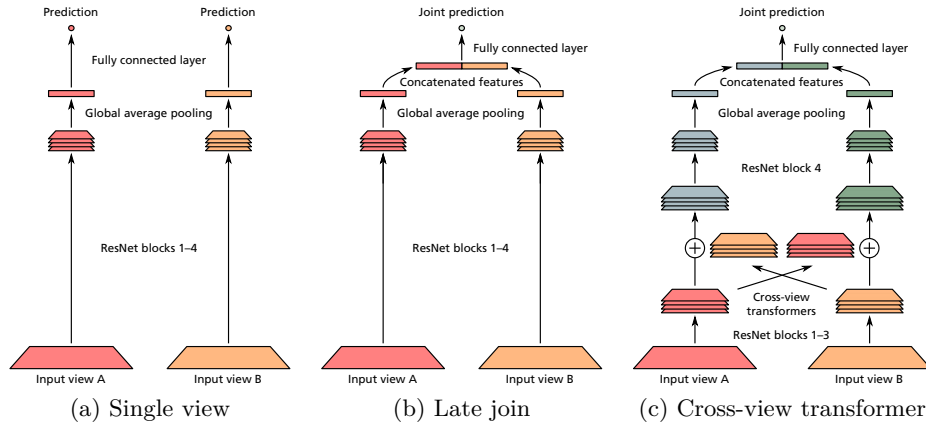 Prediction
Prediction
Fully connected layer
Global average pooling
ResNet blocks 1–4
Input view A
Input view B
(a) Single view
Joint prediction
Fully connected layer
Concatenated features
Global average pooling
ResNet blocks 1–4
Input view A
Input view B
(b) Late join
Joint prediction
Fully connected layer
Concatenated features
Global average pooling
ResNet block 4
+
+
Cross-view
transformers
ResNet blocks 1–3
Input view A
Input view B
(c) Cross-view transformer